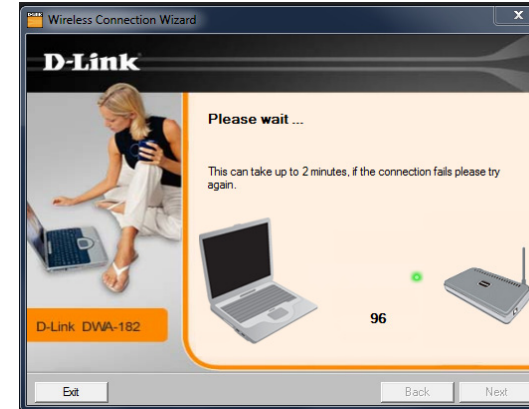 Wireless Connection Wizard
x
D-Link
Please wait ...
This can take up to 2 minutes, if the connection fails please try
again.
96
D-Link DWA-182
Exit
Back
Next